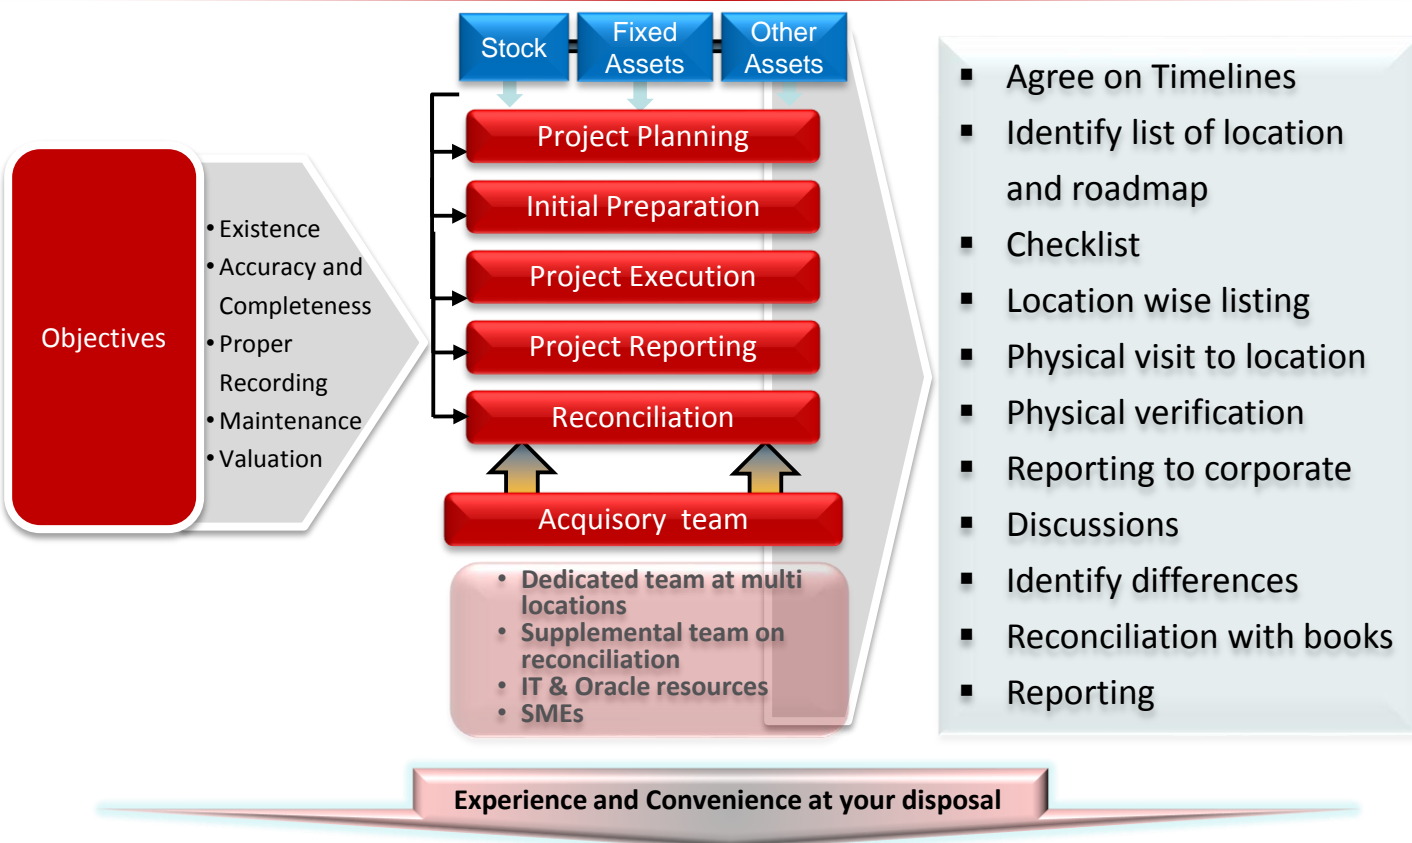 Stock
Fixed
Assets
Other
Assets
Objectives
• Existence
• Accuracy and
Completeness
• Proper
Recording
• Maintenance
• Valuation
Project Planning
Initial Preparation
Project Execution
Project Reporting
Reconciliation
Acquisory team
• Dedicated team at multi
locations
• Supplemental team on
reconciliation
• IT & Oracle resources
• SMEs
▪ Agree on Timelines
▪ Identify list of location
and roadmap
▪ Checklist
▪ Location wise listing
▪ Physical visit to location
▪ Physical verification
▪ Reporting to corporate
▪ Discussions
▪ Identify differences
▪ Reconciliation with books
▪ Reporting
Experience and Convenience at your disposal